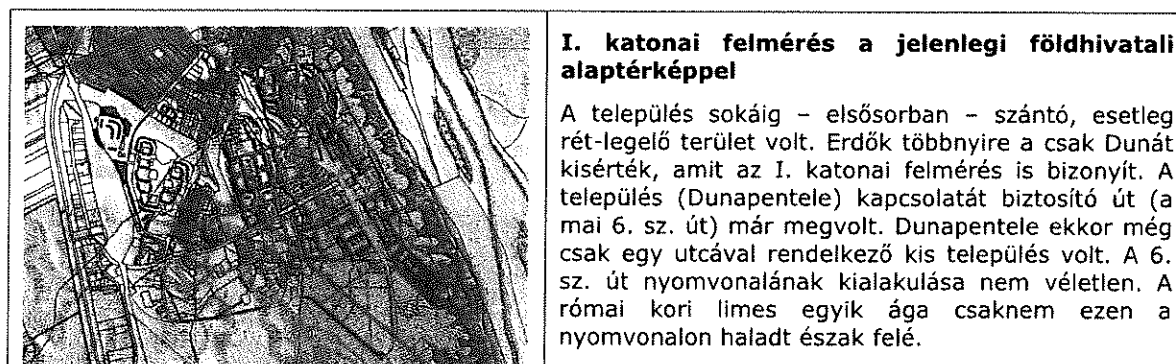 I. katonai felmérés a jelenlegi földhivatali
alaptérképpel
A település sokáig – elsősorban – szántó, esetleg
rét-legelő terület volt. Erdők többnyire a csak Dunát
kisérték, amit az I. katonai felmérés is bizonyít. A
település (Dunapentele) kapcsolatát biztosító út (a
mai 6. sz. út) már megvolt. Dunapentele ekkor még
csak egy utcával rendelkező kis település volt. A 6.
sz. út nyomvonalának kialakulása nem véletlen. A
római kori limes egyik ága csaknem ezen a
nyomvonalon haladt észak felé.